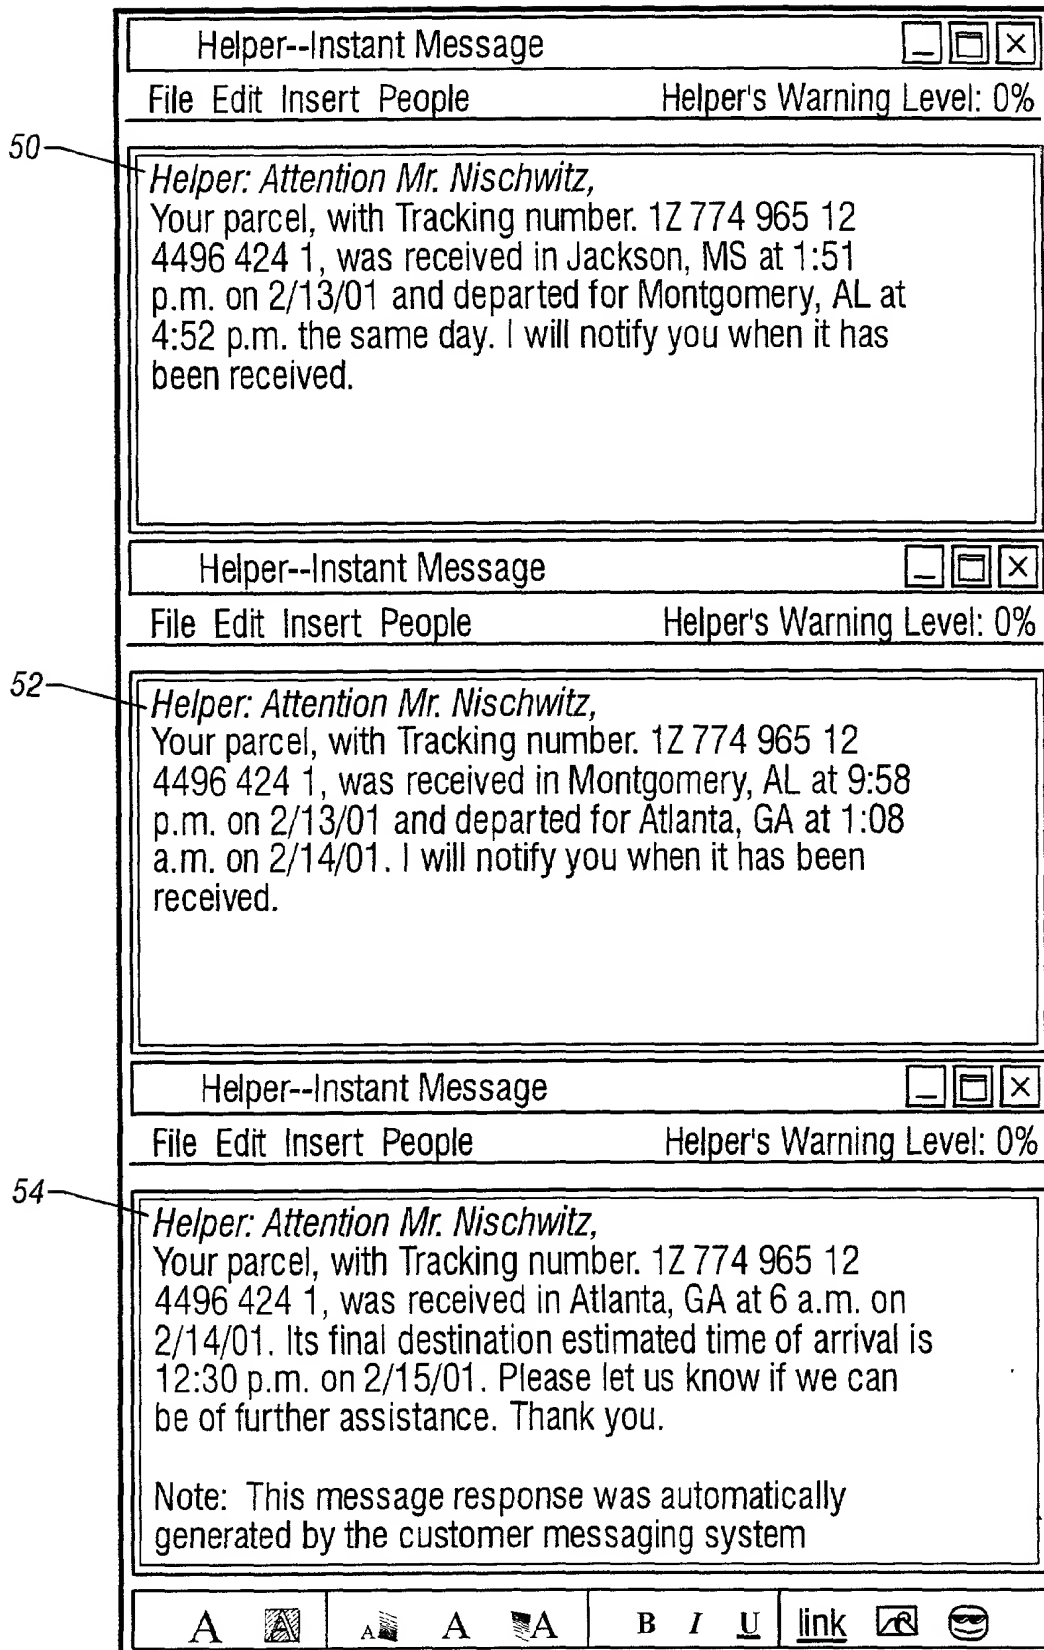 Helper--Instant Message
File Edit Insert People Helper's Warning Level: 0%
50
Helper: Attention Mr. Nischwitz,
Your parcel, with Tracking number. 1Z 774 965 12
4496 424 1, was received in Jackson, MS at 1:51
p.m. on 2/13/01 and departed for Montgomery, AL at
4:52 p.m. the same day. I will notify you when it has
been received.
Helper--Instant Message
File Edit Insert People Helper's Warning Level: 0%
52
Helper: Attention Mr. Nischwitz,
Your parcel, with Tracking number. 1Z 774 965 12
4496 424 1, was received in Montgomery, AL at 9:58
p.m. on 2/13/01 and departed for Atlanta, GA at 1:08
a.m. on 2/14/01. I will notify you when it has been
received.
Helper--Instant Message
File Edit Insert People Helper's Warning Level: 0%
54
Helper: Attention Mr. Nischwitz,
Your parcel, with Tracking number. 1Z 774 965 12
4496 424 1, was received in Atlanta, GA at 6 a.m. on
2/14/01. Its final destination estimated time of arrival is
12:30 p.m. on 2/15/01. Please let us know if we can
be of further assistance. Thank you.
Note: This message response was automatically
generated by the customer messaging system
A A A A A B I U link